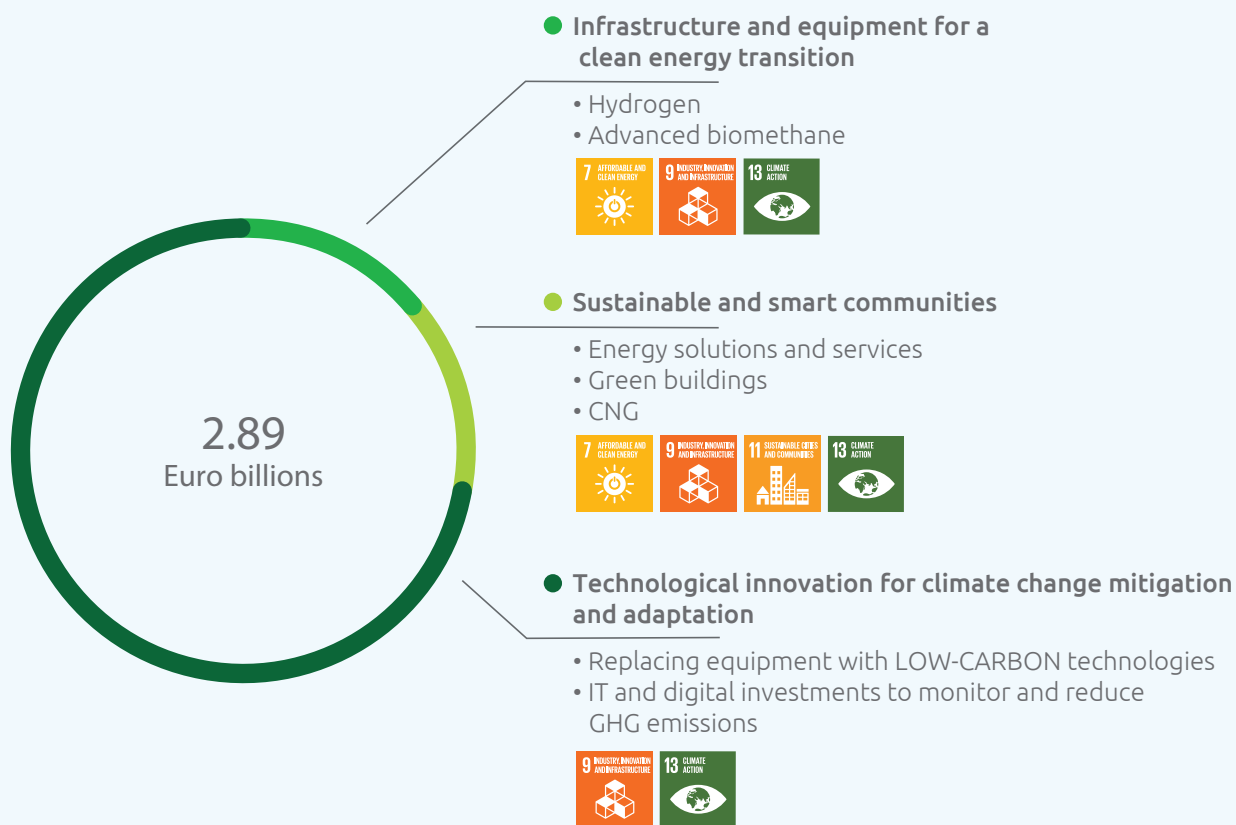 Infrastructure and equipment for a
clean energy transition
• Hydrogen
• Advanced biomethane
7 AFFORDABLE AND
CLEAN ENERGY
9 INDUSTRY, INNOVATION
AND INFRASTRUCTURE
13 CLIMATE
ACTION
Sustainable and smart communities
• Energy solutions and services
• Green buildings
• CNG
7 AFFORDABLE AND
CLEAN ENERGY
9 INDUSTRY, INNOVATION
AND INFRASTRUCTURE
11 SUSTAINABLE CITIES
AND COMMUNITIES
13 CLIMATE
ACTION
2.89
Euro billions
Technological innovation for climate change mitigation
and adaptation
• Replacing equipment with LOW-CARBON technologies
• IT and digital investments to monitor and reduce
GHG emissions
9 INDUSTRY, INNOVATION
AND INFRASTRUCTURE
13 CLIMATE
ACTION